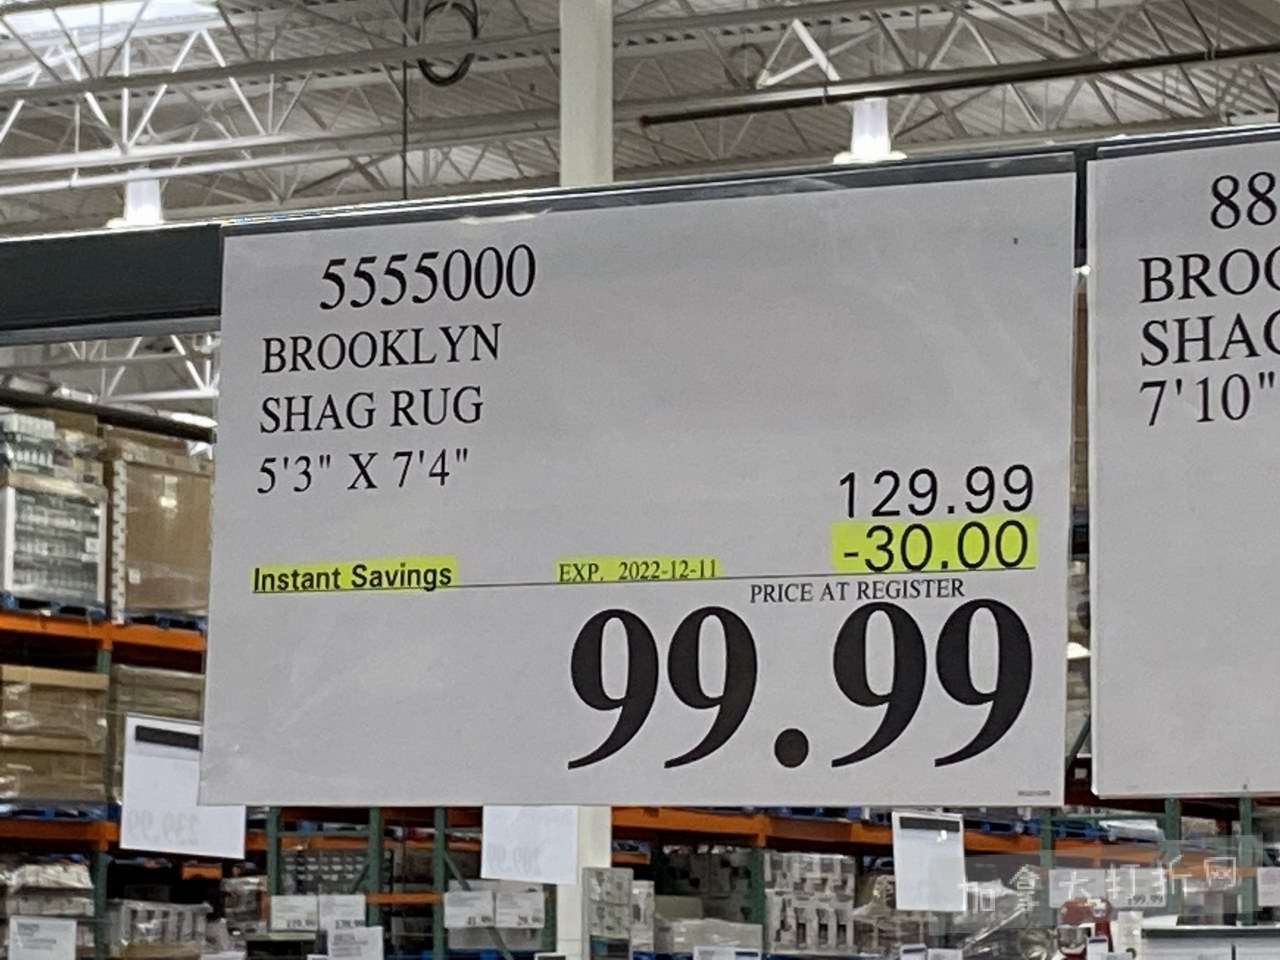 5555000
BROOKLYN
SHAG RUG
5'3" X 7'4"
129.99
-30.00
Instant Savings EXP. 2022-12-11
PRICE AT REGISTER
99.99
88
BROO
SHAG
7'10"
加拿大打折网